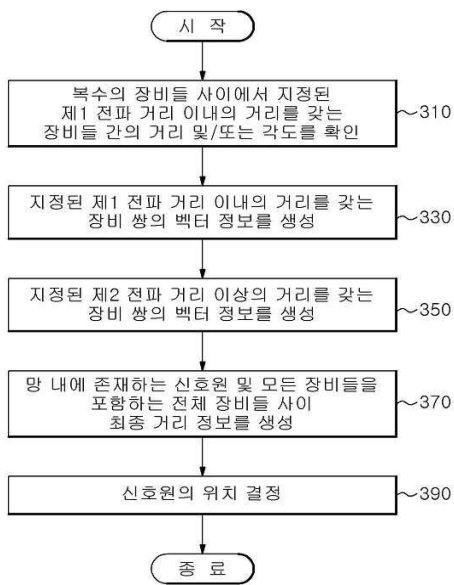 시 작
복수의 장비들 사이에서 지정된
제1 전파 거리 이내의 거리를 갖는
장비들 간의 거리 및/또는 각도를 확인
310
지정된 제1 전파 거리 이내의 거리를 갖는
장비 쌍의 벡터 정보를 생성
330
지정된 제2 전파 거리 이상의 거리를 갖는
장비 쌍의 벡터 정보를 생성
350
망 내에 존재하는 신호원 및 모든 장비들을
포함하는 전체 장비들 사이
최종 거리 정보를 생성
370
신호원의 위치 결정
390
종 료